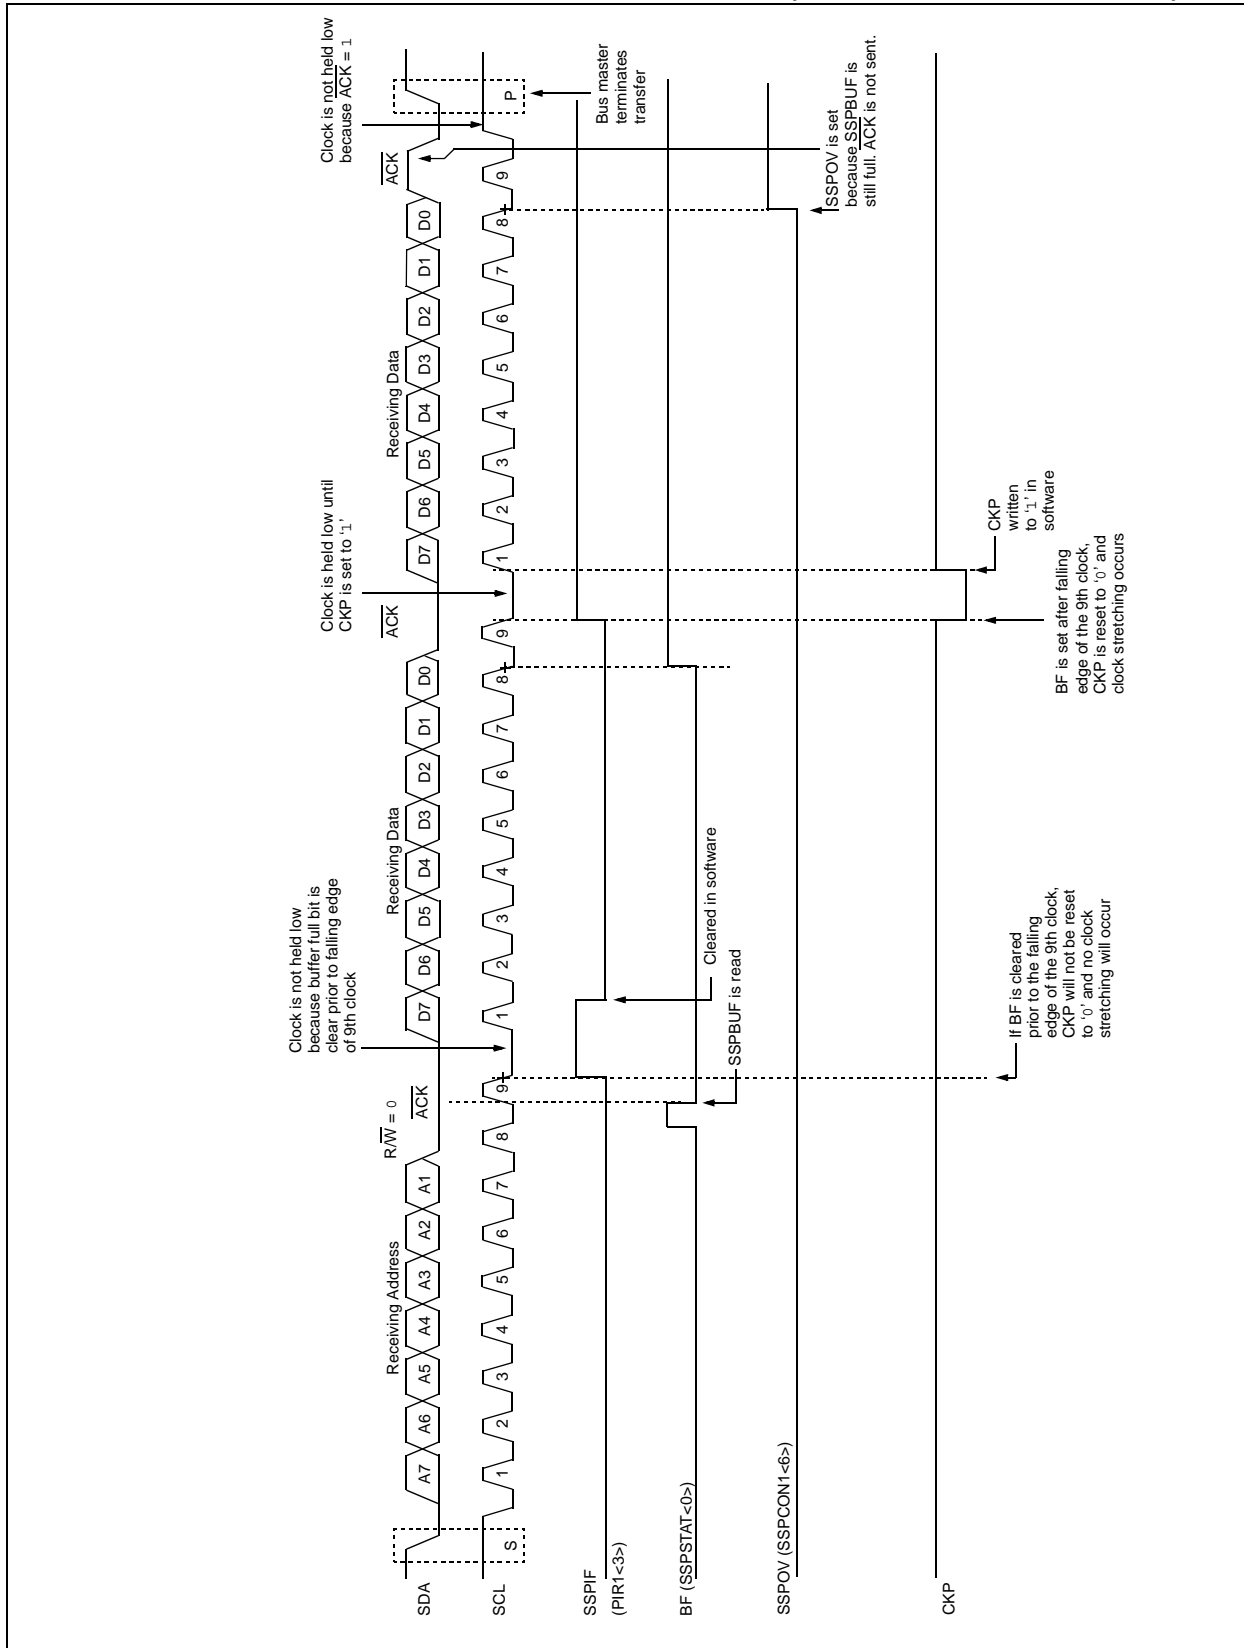 Clock is not held low
because ACK = 1
Clock is held low until
CKP is set to ‘1’
Clock is not held low
because buffer full bit is
clear prior to falling edge
of 9th clock
Receiving Address
R/W = 0
ACK
Receiving Data
ACK
Receiving Data
ACK
SDA
A7 A6 A5 A4 A3 A2 A1
D7 D6 D5 D4 D3 D2 D1 D0
D7 D6 D5 D4 D3 D2 D1 D0
SCL
S
1 2 3 4 5 6 7 8 9
1 2 3 4 5 6 7 8 9
1 2 3 4 5 6 7 8 9
P
SSPIF
(PIR1<3>)
Bus master
terminates
transfer
Cleared in software
BF (SSPSTAT<0>)
SSPBUF is read
SSPOV (SSPCON1<6>)
SSPOV is set
because SSPBUF is
still full. ACK is not sent.
CKP
CKP
written
to ‘1’ in
software
If BF is cleared
prior to the falling
edge of the 9th clock,
CKP will not be reset
to ‘0’ and no clock
stretching will occur
BF is set after falling
edge of the 9th clock,
CKP is reset to ‘0’ and
clock stretching occurs